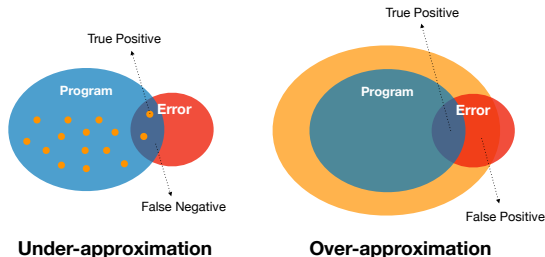 True Positive
Program
Error
False Negative
Under-approximation
True Positive
Program
Error
False Positive
Over-approximation